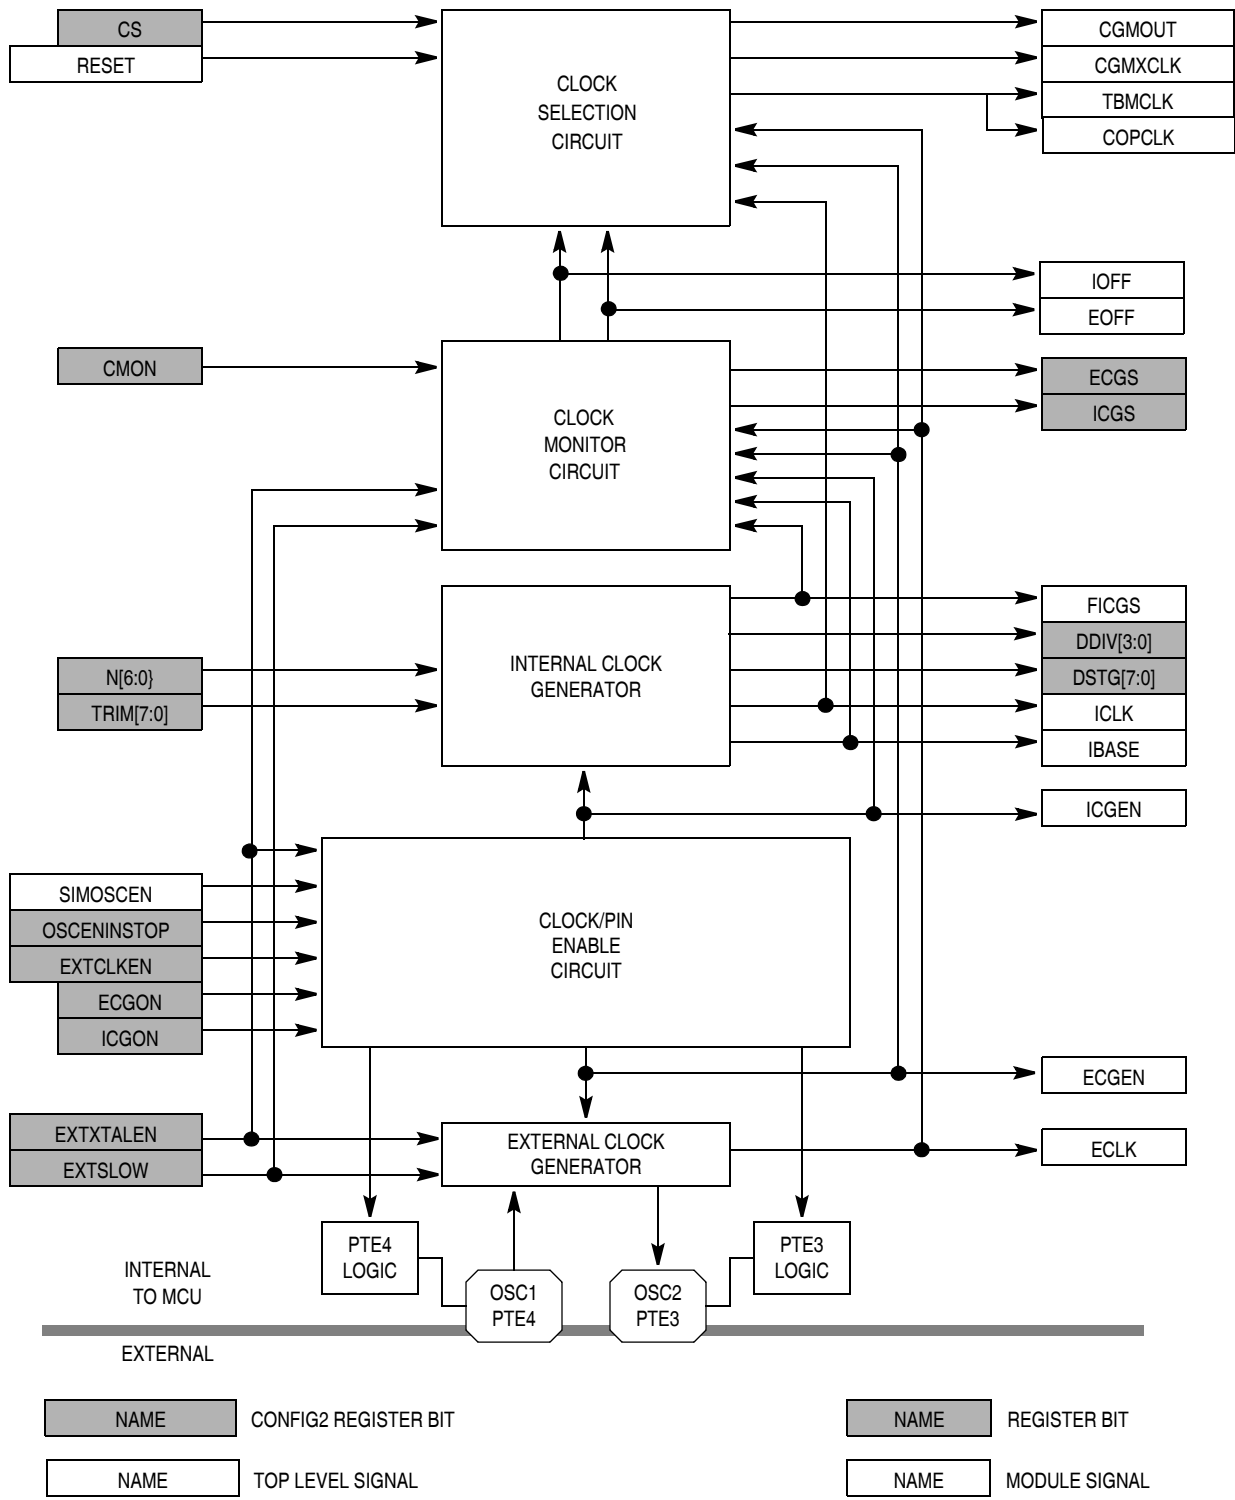 CS
RESET
CLOCK
SELECTION
CIRCUIT
CGMOUT
CGMXCLK
TBMCLK
COPCLK
IOFF
EOFF
CMON
CLOCK
MONITOR
CIRCUIT
ECGS
ICGS
N[6:0}
TRIM[7:0]
INTERNAL CLOCK
GENERATOR
FICGS
DDIV[3:0]
DSTG[7:0]
ICLK
IBASE
ICGEN
SIMOSCEN
OSCENINSTOP
EXTCLKEN
ECGON
ICGON
CLOCK/PIN
ENABLE
CIRCUIT
ECGEN
EXTXTALEN
EXTSLOW
EXTERNAL CLOCK
GENERATOR
ECLK
PTE4
LOGIC
PTE3
LOGIC
OSC1
PTE4
OSC2
PTE3
INTERNAL
TO MCU
EXTERNAL
NAME CONFIG2 REGISTER BIT
NAME REGISTER BIT
NAME TOP LEVEL SIGNAL
NAME MODULE SIGNAL